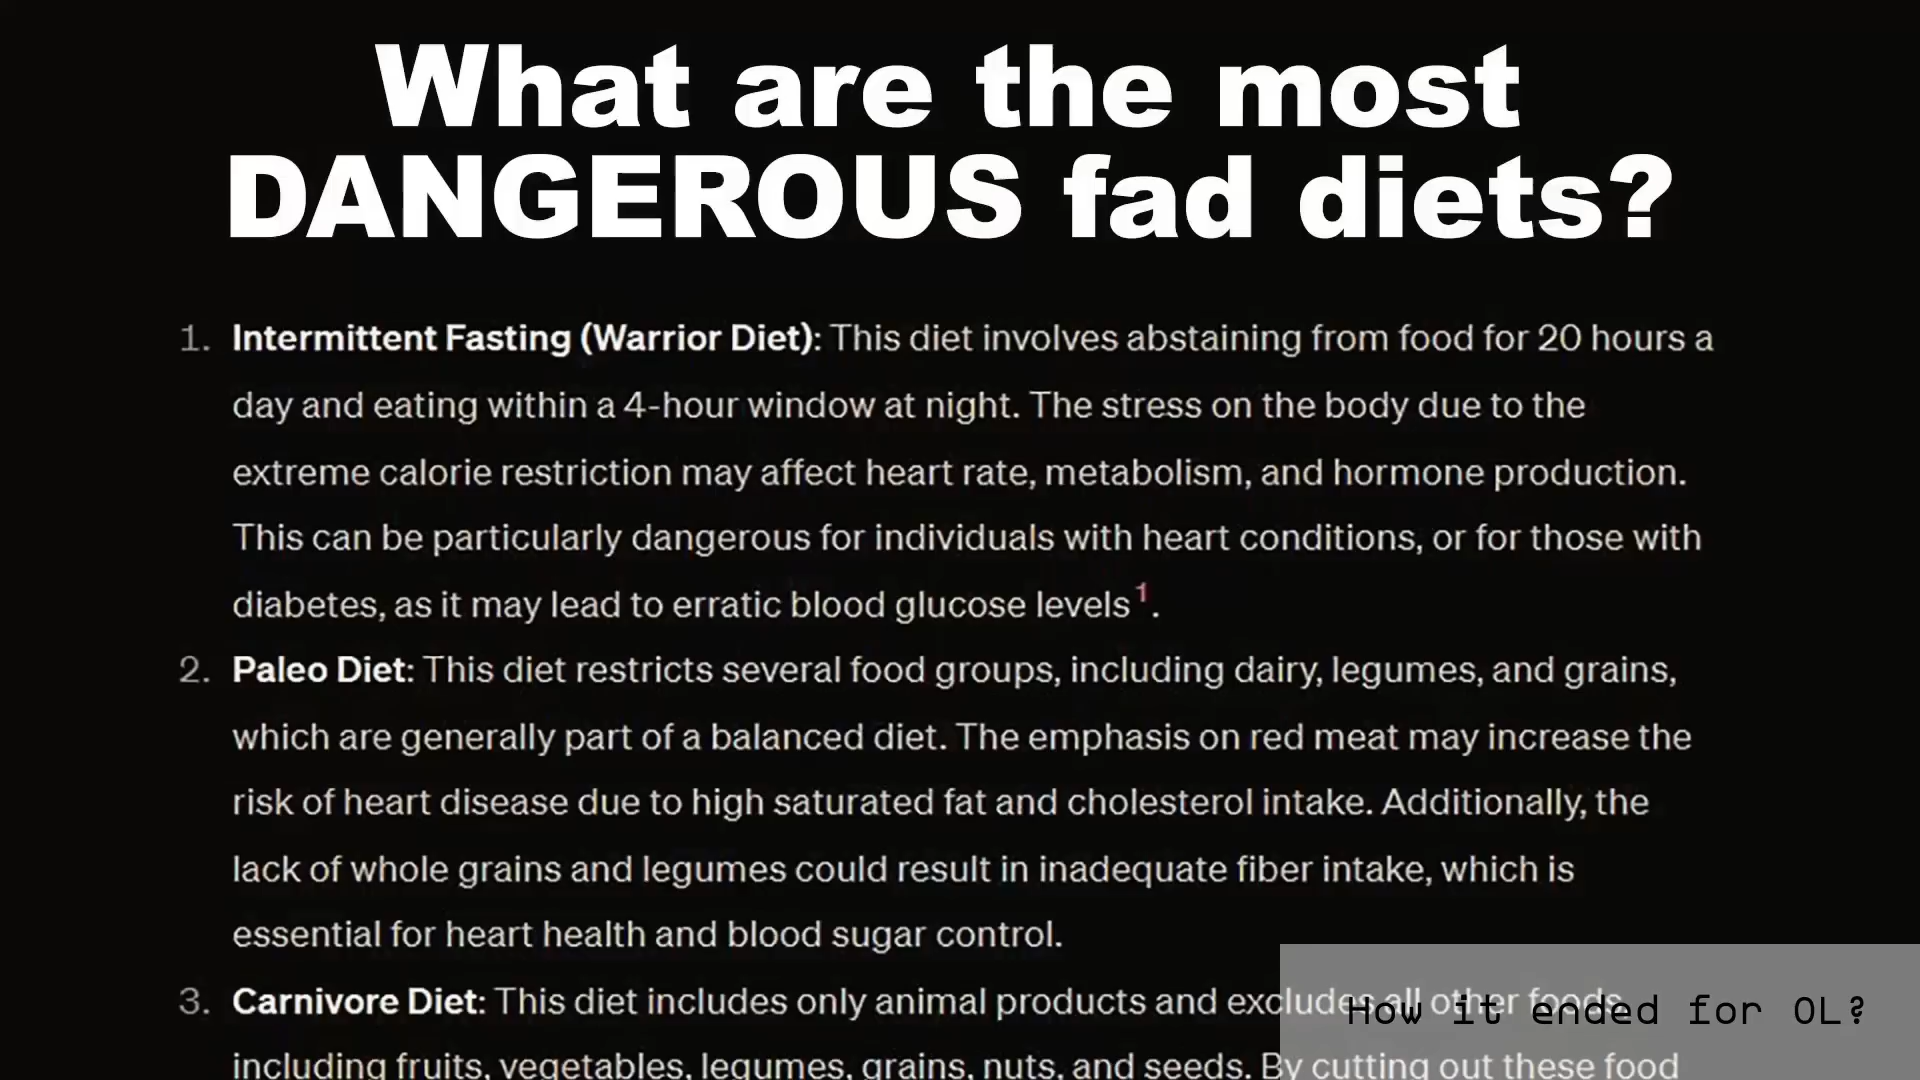 What are the most
DANGEROUS fad diets?
1. Intermittent Fasting (Warrior Diet): This diet involves abstaining from food for 20 hours a
day and eating within a 4-hour window at night. The stress on the body due to the
extreme calorie restriction may affect heart rate, metabolism, and hormone production.
This can be particularly dangerous for individuals with heart conditions, or for those with
diabetes, as it may lead to erratic blood glucose levels 1.
2. Paleo Diet: This diet restricts several food groups, including dairy, legumes, and grains,
which are generally part of a balanced diet. The emphasis on red meat may increase the
risk of heart disease due to high saturated fat and cholesterol intake. Additionally, the
lack of whole grains and legumes could result in inadequate fiber intake, which is
essential for heart health and blood sugar control.
3. Carnivore Diet: This diet includes only animal products and excludes all other foods,
How it ended for OL?
including fruits, vegetables, legumes, grains, nuts, and seeds. By cutting out these food